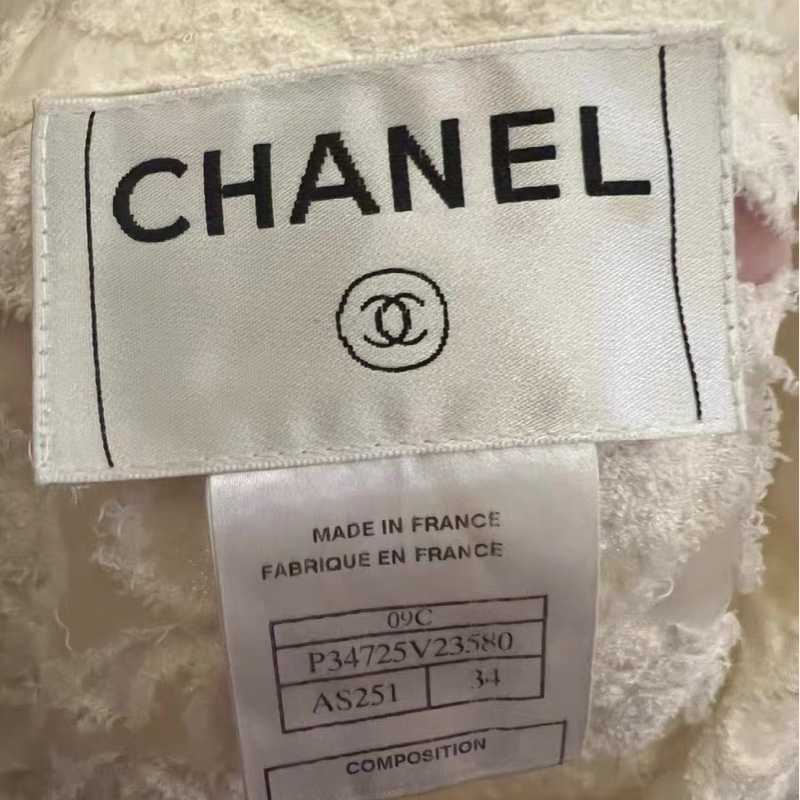 CHANEL
MADE IN FRANCE
FABRIQUE EN FRANCE
09C
P34725V23580
AS251 34
COMPOSITION